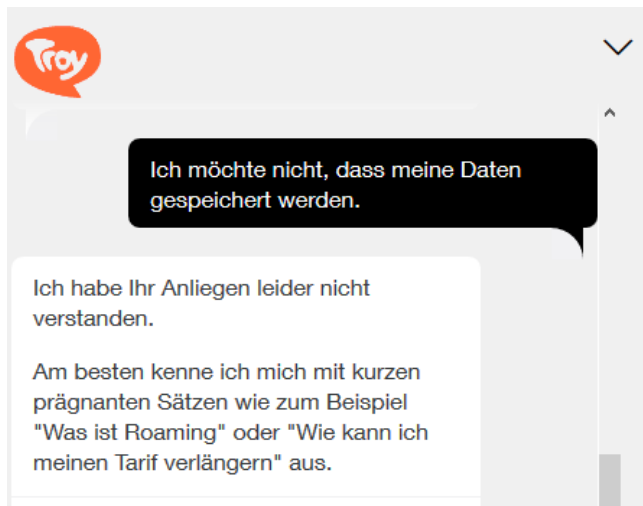 Troy
Ich möchte nicht, dass meine Daten
gespeichert werden.
Ich habe Ihr Anliegen leider nicht
verstanden.
Am besten kenne ich mich mit kurzen
prägnanten Sätzen wie zum Beispiel
"Was ist Roaming" oder "Wie kann ich
meinen Tarif verlängern" aus.